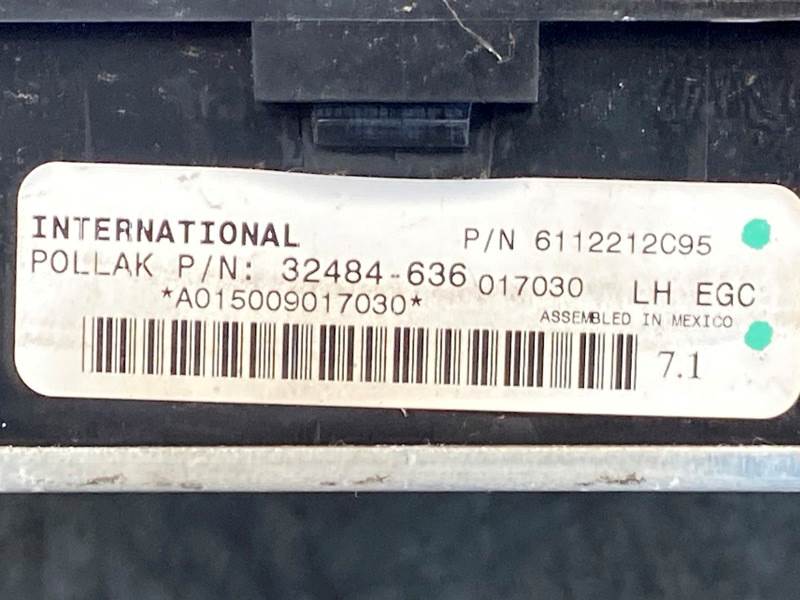 INTERNATIONAL P/N 6112212C95
POLLAK P/N: 32484-636 017030 LH EGC
*A015009017030* ASSEMBLED IN MEXICO
7.1